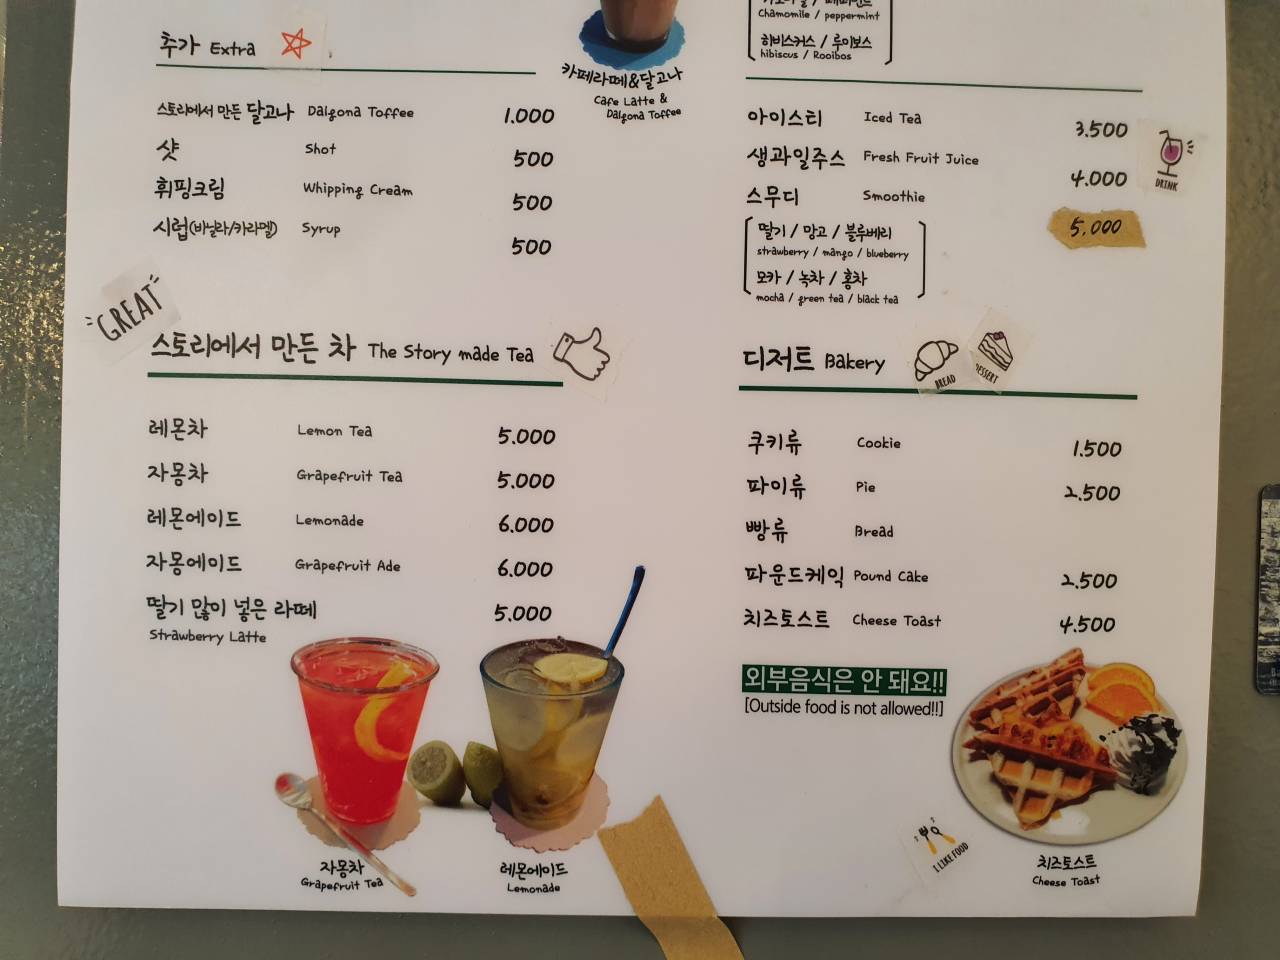 추가 Extra
스토리에서 만든 달고나 Dalgona Toffee 1.000
샷 Shot 500
휘핑크림 Whipping Cream 500
시럽(바닐라/카라멜) Syrup 500
카페라떼&달고나
Cafe Latte &
Dalgona Toffee
Chamomile / peppermint
히비스커스 / 루이보스
hibiscus / Rooibos
아이스티 Iced Tea 3.500
생과일주스 Fresh Fruit Juice 4.000
스무디 Smoothie 5,000
딸기 / 망고 / 블루베리
strawberry / mango / blueberry
모카 / 녹차 / 홍차
mocha / green tea / black tea
DRINK
GREAT
스토리에서 만든 차 The Story made Tea
레몬차 Lemon Tea 5.000
자몽차 Grapefruit Tea 5.000
레몬에이드 Lemonade 6.000
자몽에이드 Grapefruit Ade 6.000
딸기 많이 넣은 라떼 5.000
Strawberry Latte
자몽차
Grapefruit Tea
레몬에이드
Lemonade
디저트 Bakery
BREAD
DESSERT
쿠키류 Cookie 1.500
파이류 Pie 2.500
빵류 Bread
파운드케익 Pound Cake 2.500
치즈토스트 Cheese Toast 4.500
외부음식은 안 돼요!!
[Outside food is not allowed!!]
I LIKE FOOD
치즈토스트
Cheese Toast